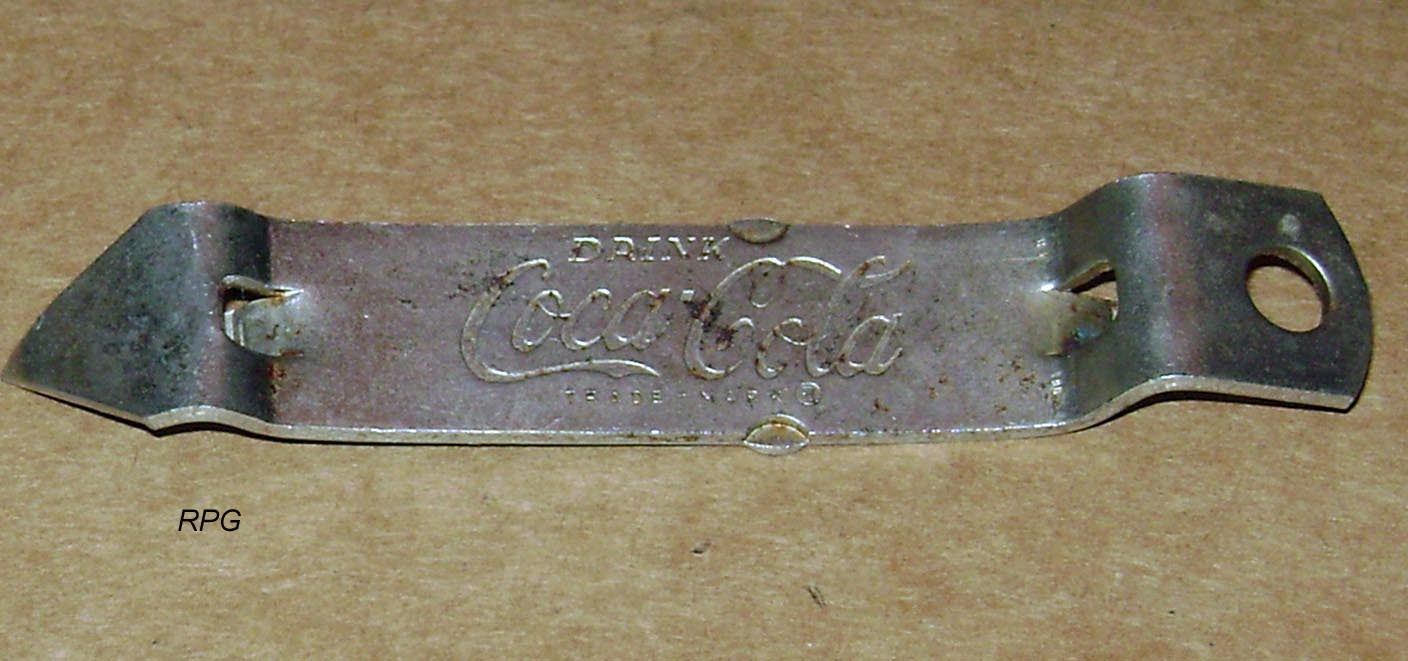 DRINK
Coca-Cola
TRADE-MARK ®
RPG